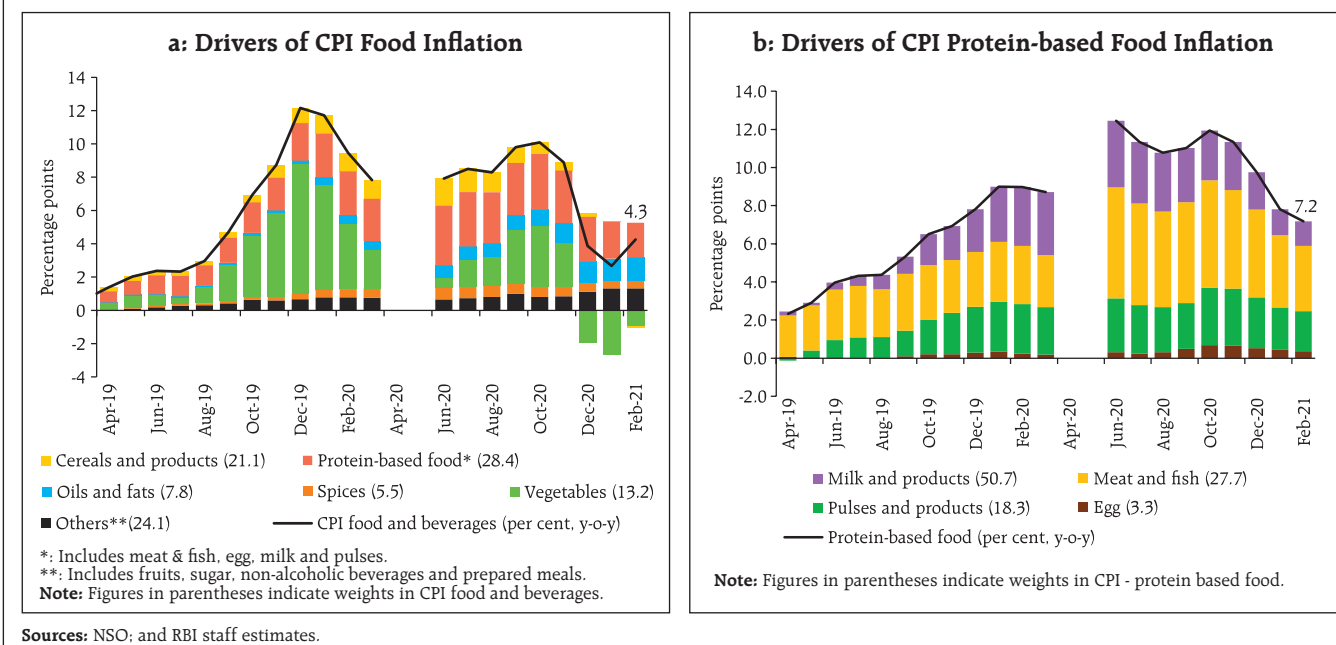 a: Drivers of CPI Food Inflation
Percentage points
14
12
10
8
6
4
2
0
-2
-4
4.3
Apr-19
Jun-19
Aug-19
Oct-19
Dec-19
Feb-20
Apr-20
Jun-20
Aug-20
Oct-20
Dec-20
Feb-21
Cereals and products (21.1)
Protein-based food* (28.4)
Oils and fats (7.8)
Spices (5.5)
Vegetables (13.2)
Others**(24.1)
CPI food and beverages (per cent, y-o-y)
*: Includes meat & fish, egg, milk and pulses.
**: Includes fruits, sugar, non-alcoholic beverages and prepared meals.
Note: Figures in parentheses indicate weights in CPI food and beverages.
b: Drivers of CPI Protein-based Food Inflation
Percentage points
14.0
12.0
10.0
8.0
6.0
4.0
2.0
0.0
-2.0
7.2
Apr-19
Jun-19
Aug-19
Oct-19
Dec-19
Feb-20
Apr-20
Jun-20
Aug-20
Oct-20
Dec-20
Feb-21
Milk and products (50.7)
Meat and fish (27.7)
Pulses and products (18.3)
Egg (3.3)
Protein-based food (per cent, y-o-y)
Note: Figures in parentheses indicate weights in CPI - protein based food.
Sources: NSO; and RBI staff estimates.